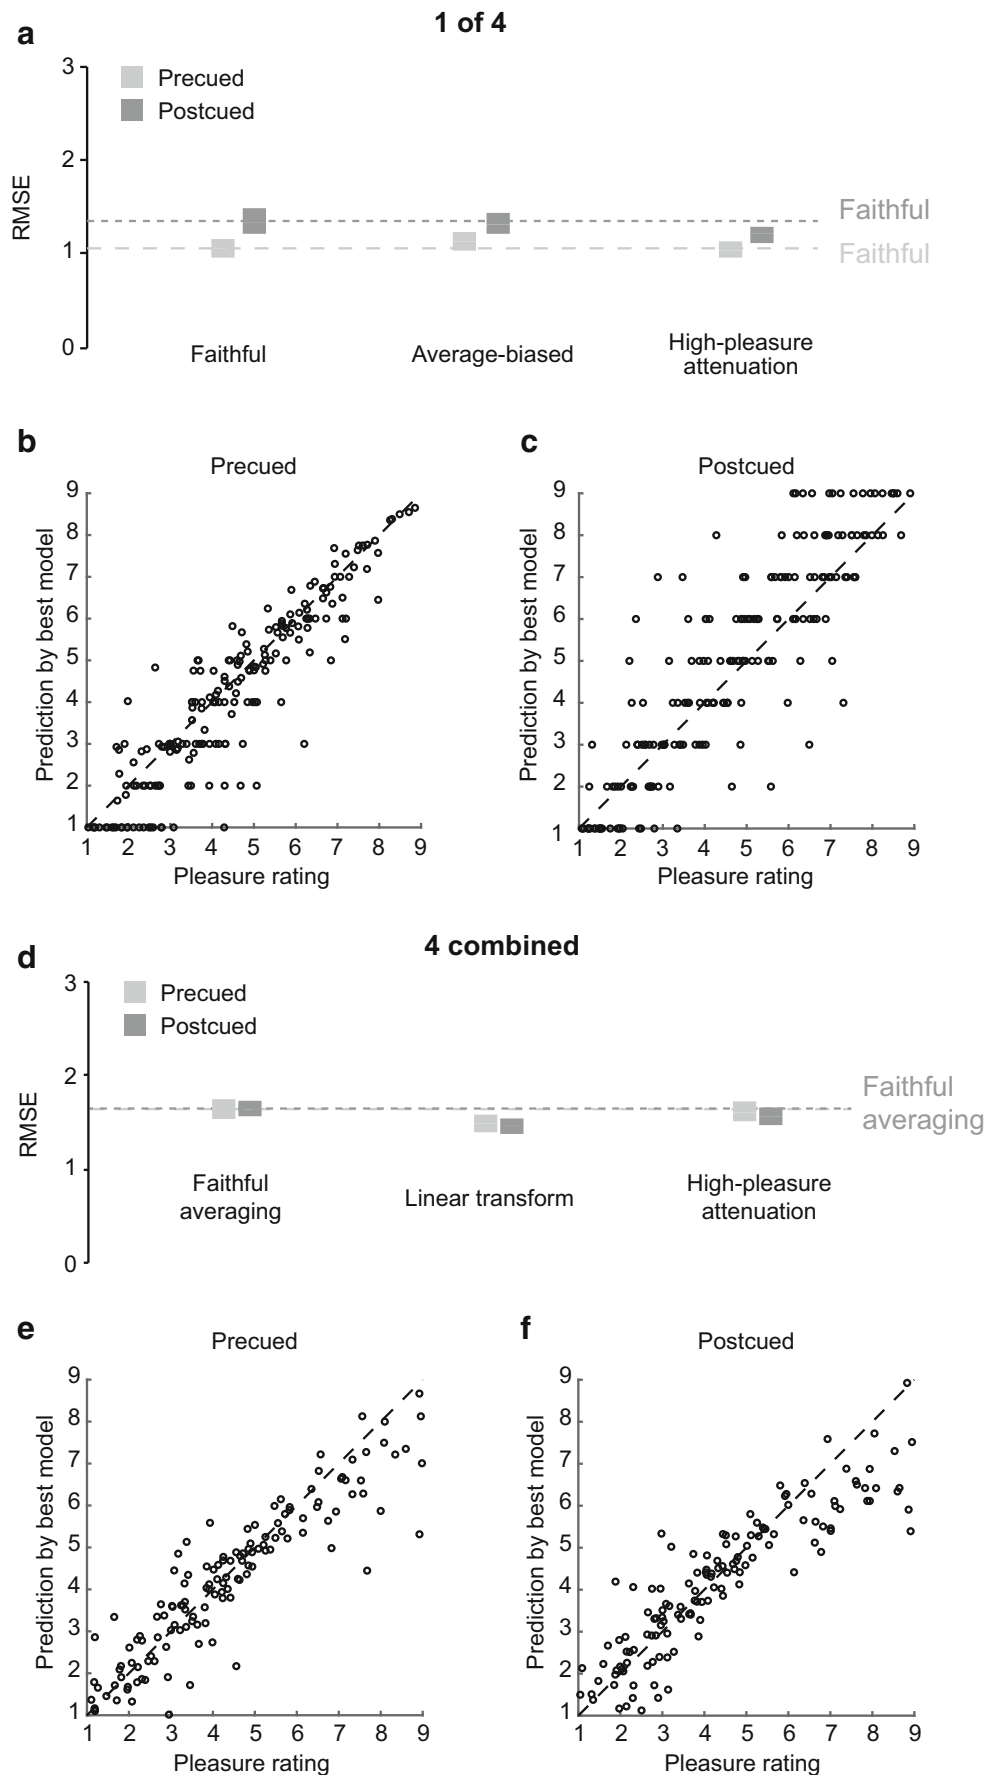 1 of 4
a
3
Precued
Postcued
2
RMSE
Faithful
1
Faithful
0
Faithful
Average-biased
High-pleasure
attenuation
b
Precued
9
8
7
6
5
4
3
2
1
Prediction by best model
1 2 3 4 5 6 7 8 9
Pleasure rating
c
Postcued
9
8
7
6
5
4
3
2
1
Prediction by best model
1 2 3 4 5 6 7 8 9
Pleasure rating
4 combined
d
3
Precued
Postcued
2
RMSE
Faithful
averaging
1
0
Faithful
averaging
Linear transform
High-pleasure
attenuation
e
Precued
9
8
7
6
5
4
3
2
1
Prediction by best model
1 2 3 4 5 6 7 8 9
Pleasure rating
f
Postcued
9
8
7
6
5
4
3
2
1
Prediction by best model
1 2 3 4 5 6 7 8 9
Pleasure rating